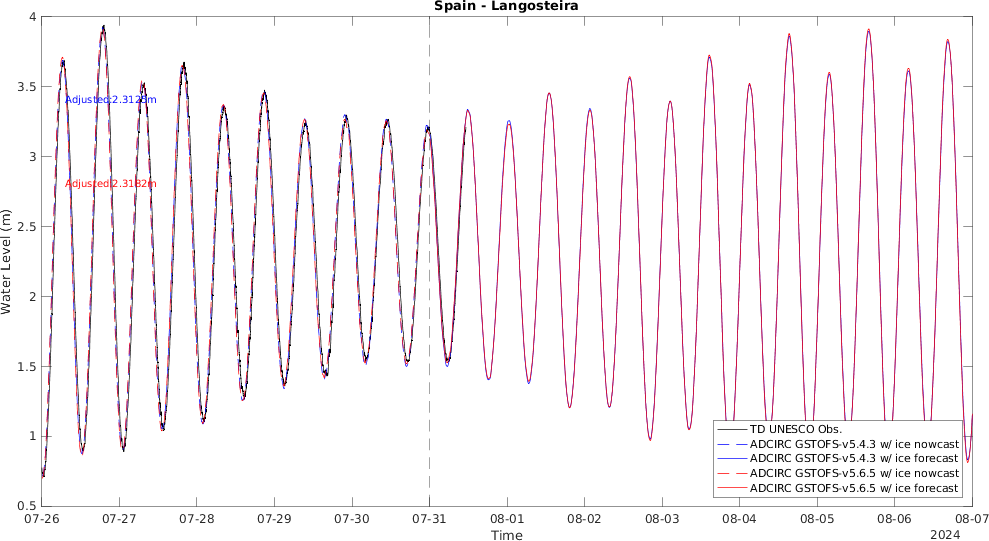 Spain - Langosteira
4
3.5
3
2.5
2
1.5
1
0.5
Water Level (m)
Adjusted:2.3125m
Adjusted:2.3182m
TD UNESCO Obs.
ADCIRC GSTOFS-v5.4.3 w/ ice nowcast
ADCIRC GSTOFS-v5.4.3 w/ ice forecast
ADCIRC GSTOFS-v5.6.5 w/ ice nowcast
ADCIRC GSTOFS-v5.6.5 w/ ice forecast
07-26 07-27 07-28 07-29 07-30 07-31 08-01 08-02 08-03 08-04 08-05 08-06 08-07
Time
2024